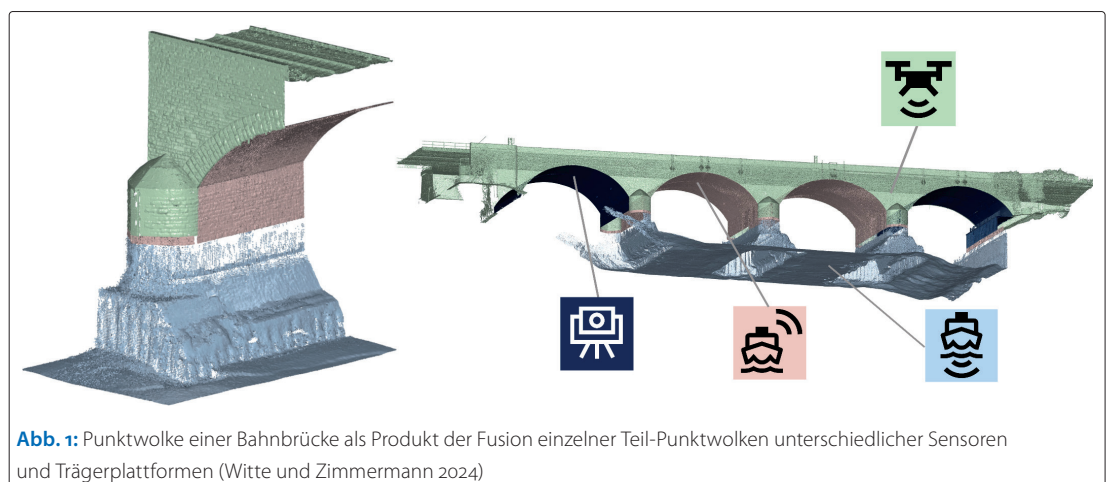 Abb. 1: Punktwolke einer Bahnbrücke als Produkt der Fusion einzelner Teil-Punktwolken unterschiedlicher Sensoren
und Trägerplattformen (Witte und Zimmermann 2024)